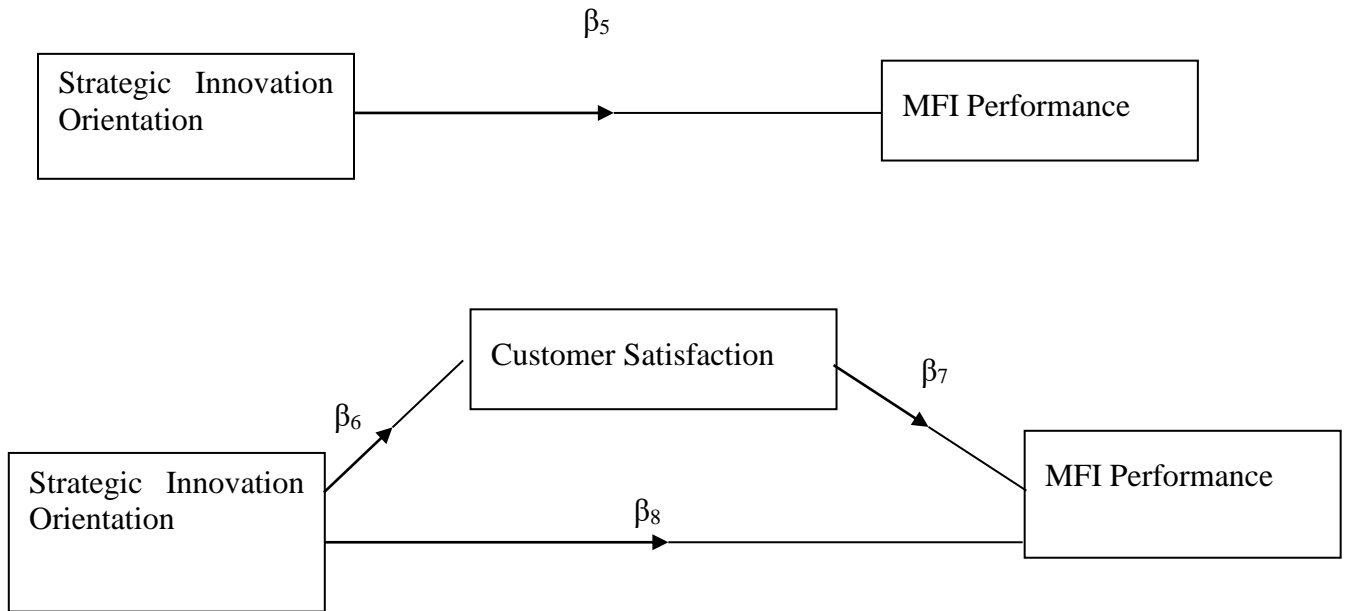 β₅
Strategic Innovation
Orientation
MFI Performance
Customer Satisfaction
β₇
β₆
Strategic Innovation
Orientation
MFI Performance
β₈